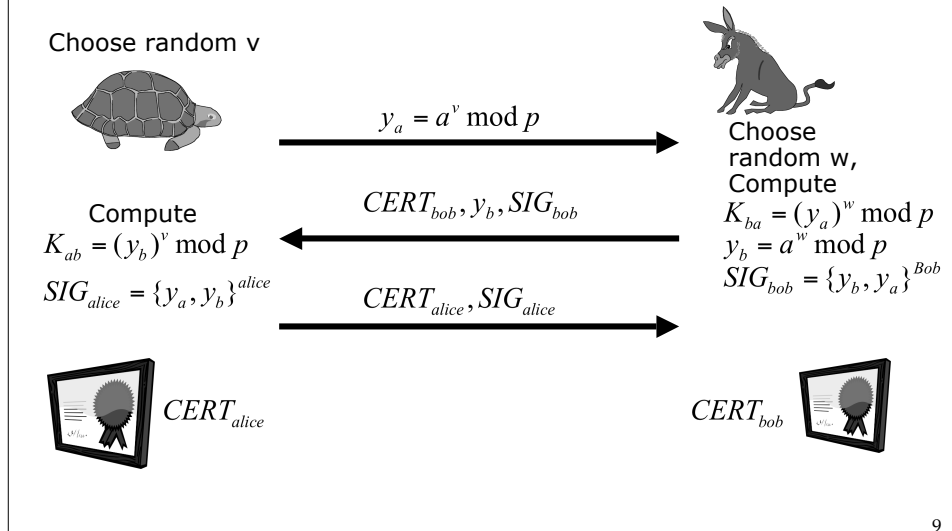 Choose random v
y_a = a^v mod p
Choose
random w,
Compute
K_ba = (y_a)^w mod p
y_b = a^w mod p
SIG_bob = {y_b, y_a}^Bob
CERT_bob, y_b, SIG_bob
Compute
K_ab = (y_b)^v mod p
SIG_alice = {y_a, y_b}^alice
CERT_alice, SIG_alice
CERT_alice
CERT_bob
9